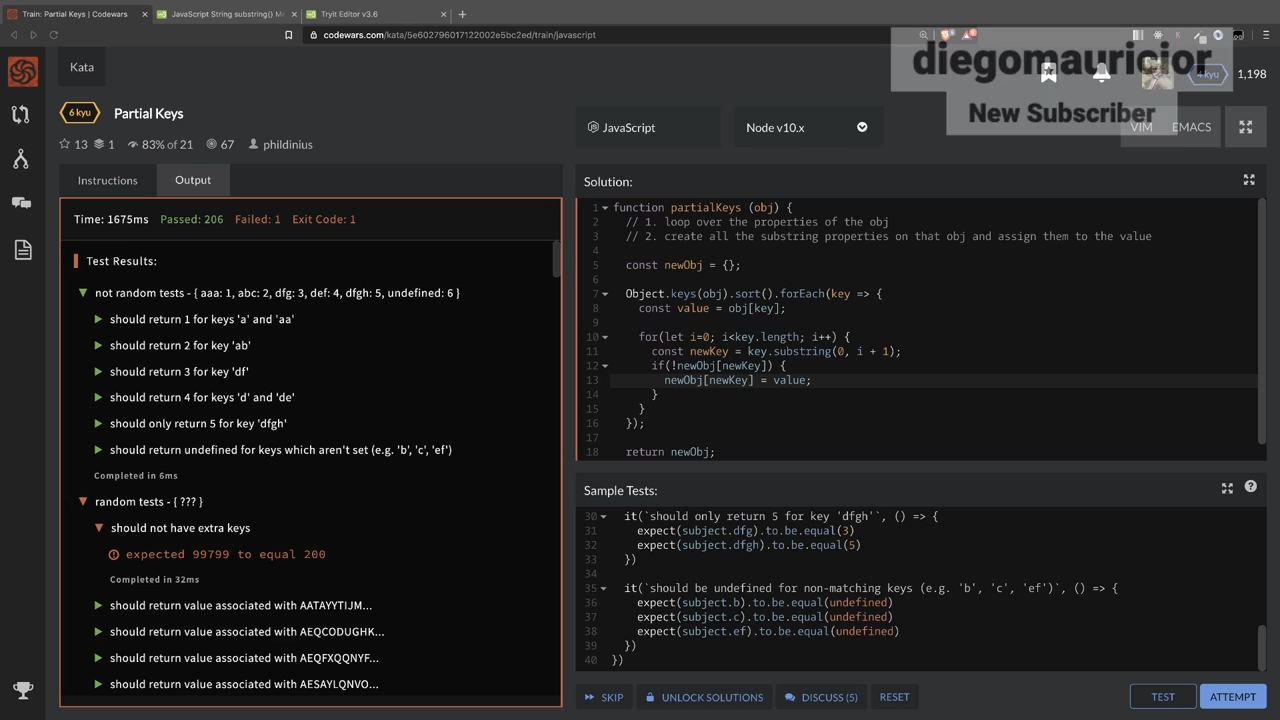 Train: Partial Keys | Codewars
JavaScript String substring() Me
Tryit Editor v3.6
codewars.com/kata/5e602796017122002e5bc2ed/train/javascript
diegomauricior
New Subscriber
Kata
4 kyu
1,198
6 kyu
Partial Keys
JavaScript
Node v10.x
VIM
EMACS
13
1
83% of 21
67
phildinius
Instructions
Output
Time: 1675ms Passed: 206 Failed: 1 Exit Code: 1
Test Results:
not random tests - { aaa: 1, abc: 2, dfg: 3, def: 4, dfgh: 5, undefined: 6 }
should return 1 for keys 'a' and 'aa'
should return 2 'ab'
should return 3 for key 'df'
should return 4 for keys 'd' and 'de'
should only return 5 for key 'dfgh'
should return undefined for keys which aren't set (e.g. 'b', 'c', 'ef')
Completed in 6ms
random tests - { ??? }
should not have extra keys
expected 99799 to equal 200
Completed in 32ms
should return value associated with AATAYYTIJM...
should return value associated with AEQCODUGHK...
should return value associated with AEQFXQQNYF...
should return value associated with AESAYLQNVO...
Solution:
1 function partialKeys (obj) {
2 // 1. loop over the properties of the obj
3 // 2. create all the substring properties on that obj and assign them to the value
4
5 const newObj = {};
6
7 Object.keys(obj).sort().forEach(key => {
8 const value = obj[key];
9
10 for(let i=0; i<key.length; i++) {
11 const newKey = key.substring(0, i + 1);
12 if(!newObj[newKey]) {
13 newObj[newKey] = value;
14 }
15 }
16 });
17
18 return newObj;
Sample Tests:
30 it(`should only return 5 for key 'dfgh'`, () => {
31 expect(subject.dfg).to.be.equal(3)
32 expect(subject.dfgh).to.be.equal(5)
33 })
34
35 it(`should be undefined for non-matching keys (e.g. 'b', 'c', 'ef')`, () => {
36 expect(subject.b).to.be.equal(undefined)
37 expect(subject.c).to.be.equal(undefined)
38 expect(subject.ef).to.be.equal(undefined)
39 })
40 })
SKIP
UNLOCK SOLUTIONS
DISCUSS (5)
RESET
TEST
ATTEMPT